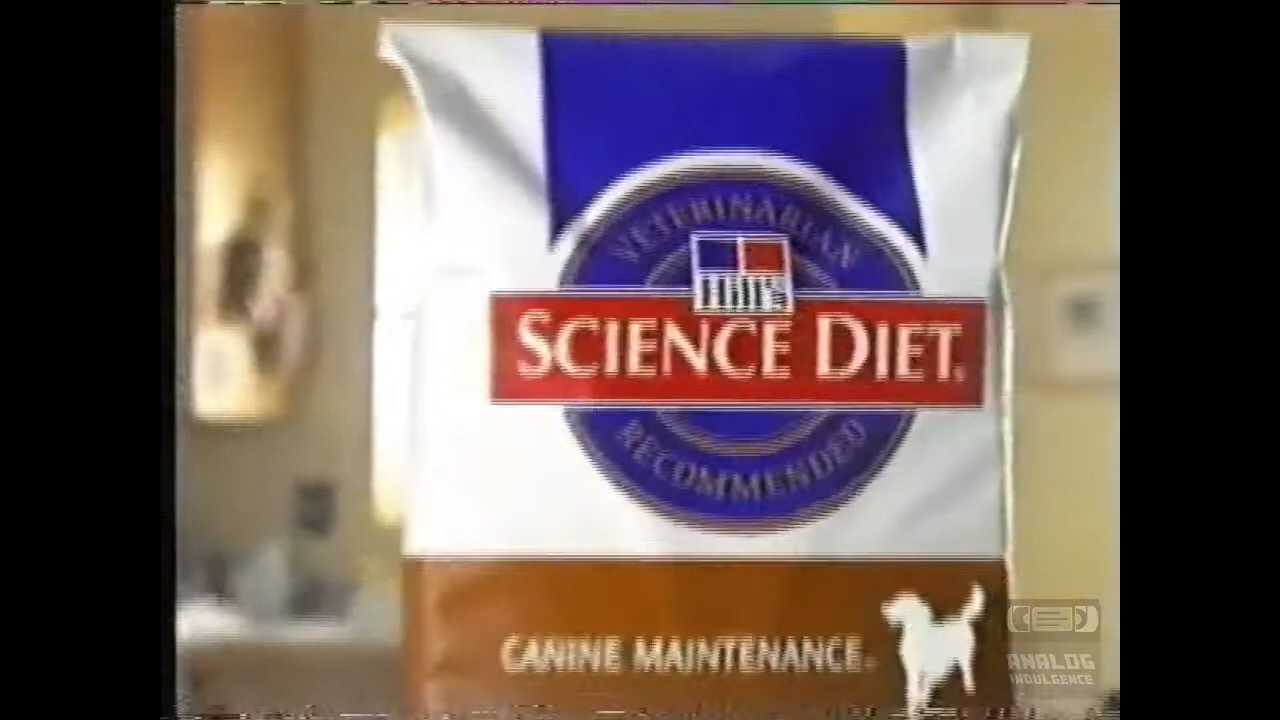 VETERINARIAN
Hill's
SCIENCE DIET
RECOMMENDED
CANINE MAINTENANCE
ANALOG
INDULGENCE